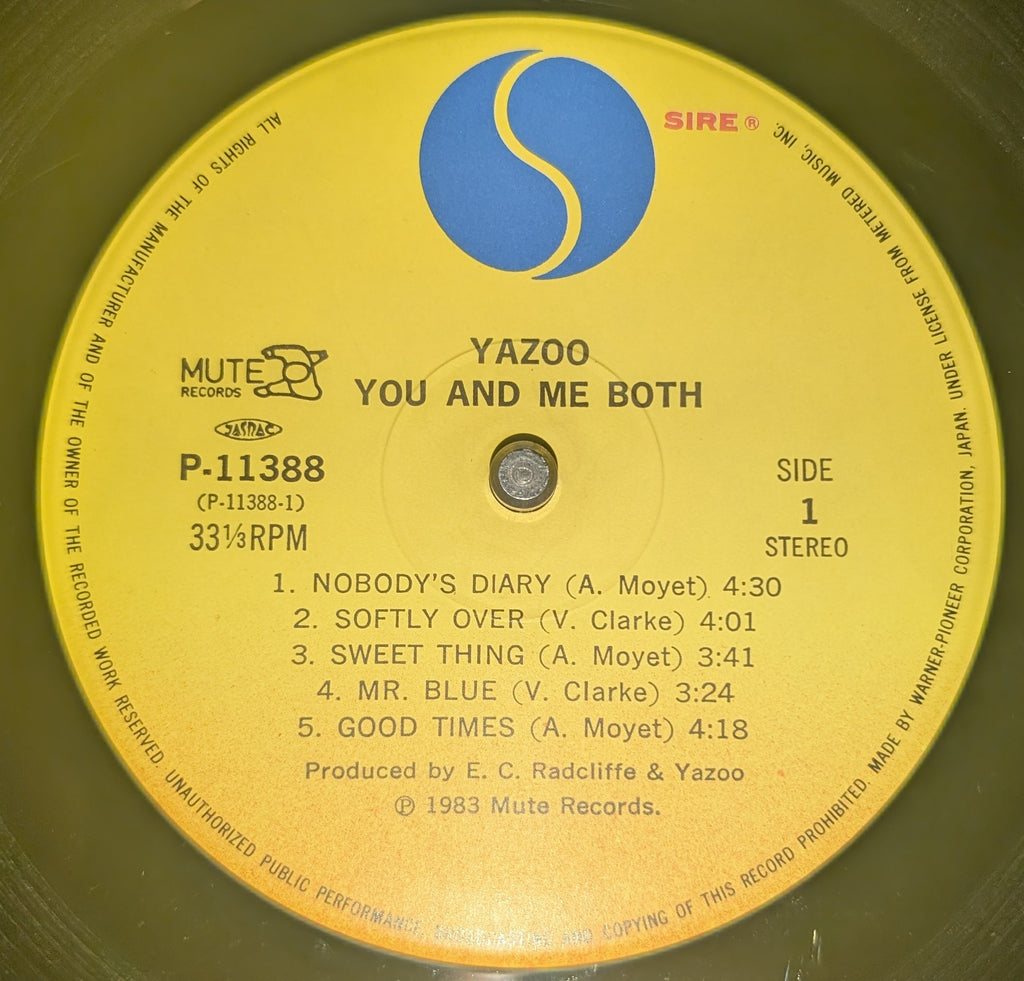 SIRE ®
YAZOO
YOU AND ME BOTH
MUTE
RECORDS
JASRAC
P-11388
(P-11388-1)
33⅓RPM
SIDE
1
STEREO
1. NOBODY'S DIARY (A. Moyet) 4:30
2. SOFTLY OVER (V. Clarke) 4:01
3. SWEET THING (A. Moyet) 3:41
4. MR. BLUE (V. Clarke) 3:24
5. GOOD TIMES (A. Moyet) 4:18
Produced by E. C. Radcliffe & Yazoo
℗ 1983 Mute Records.
ALL RIGHTS OF THE MANUFACTURER AND OF THE OWNER OF THE RECORDED WORK RESERVED. UNAUTHORIZED PUBLIC PERFORMANCE, BROADCASTING AND COPYING OF THIS RECORD PROHIBITED. MADE BY WARNER-PIONEER CORPORATION, JAPAN. UNDER LICENSE FROM METERED MUSIC, INC.